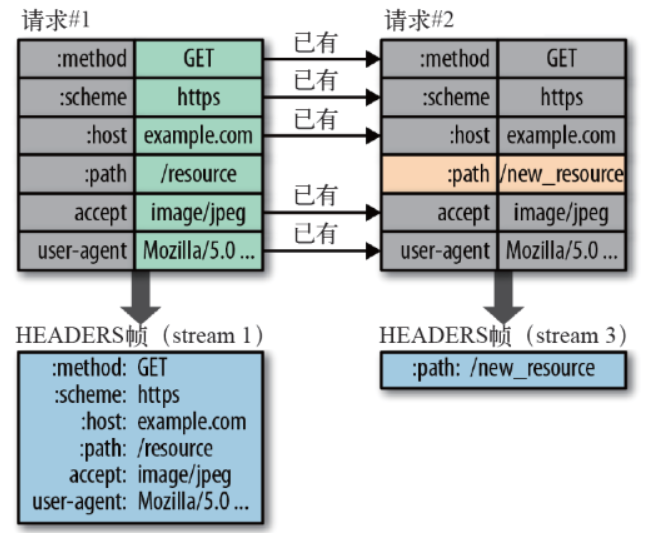 请求#1
:method GET
:scheme https
:host example.com
:path /resource
accept image/jpeg
user-agent Mozilla/5.0 ...
已有
已有
已有
已有
已有
请求#2
:method GET
:scheme https
:host example.com
:path /new_resource
accept image/jpeg
user-agent Mozilla/5.0 ...
HEADERS帧（stream 1）
:method: GET
:scheme: https
:host: example.com
:path: /resource
accept: image/jpeg
user-agent: Mozilla/5.0 ...
HEADERS帧（stream 3）
:path: /new_resource